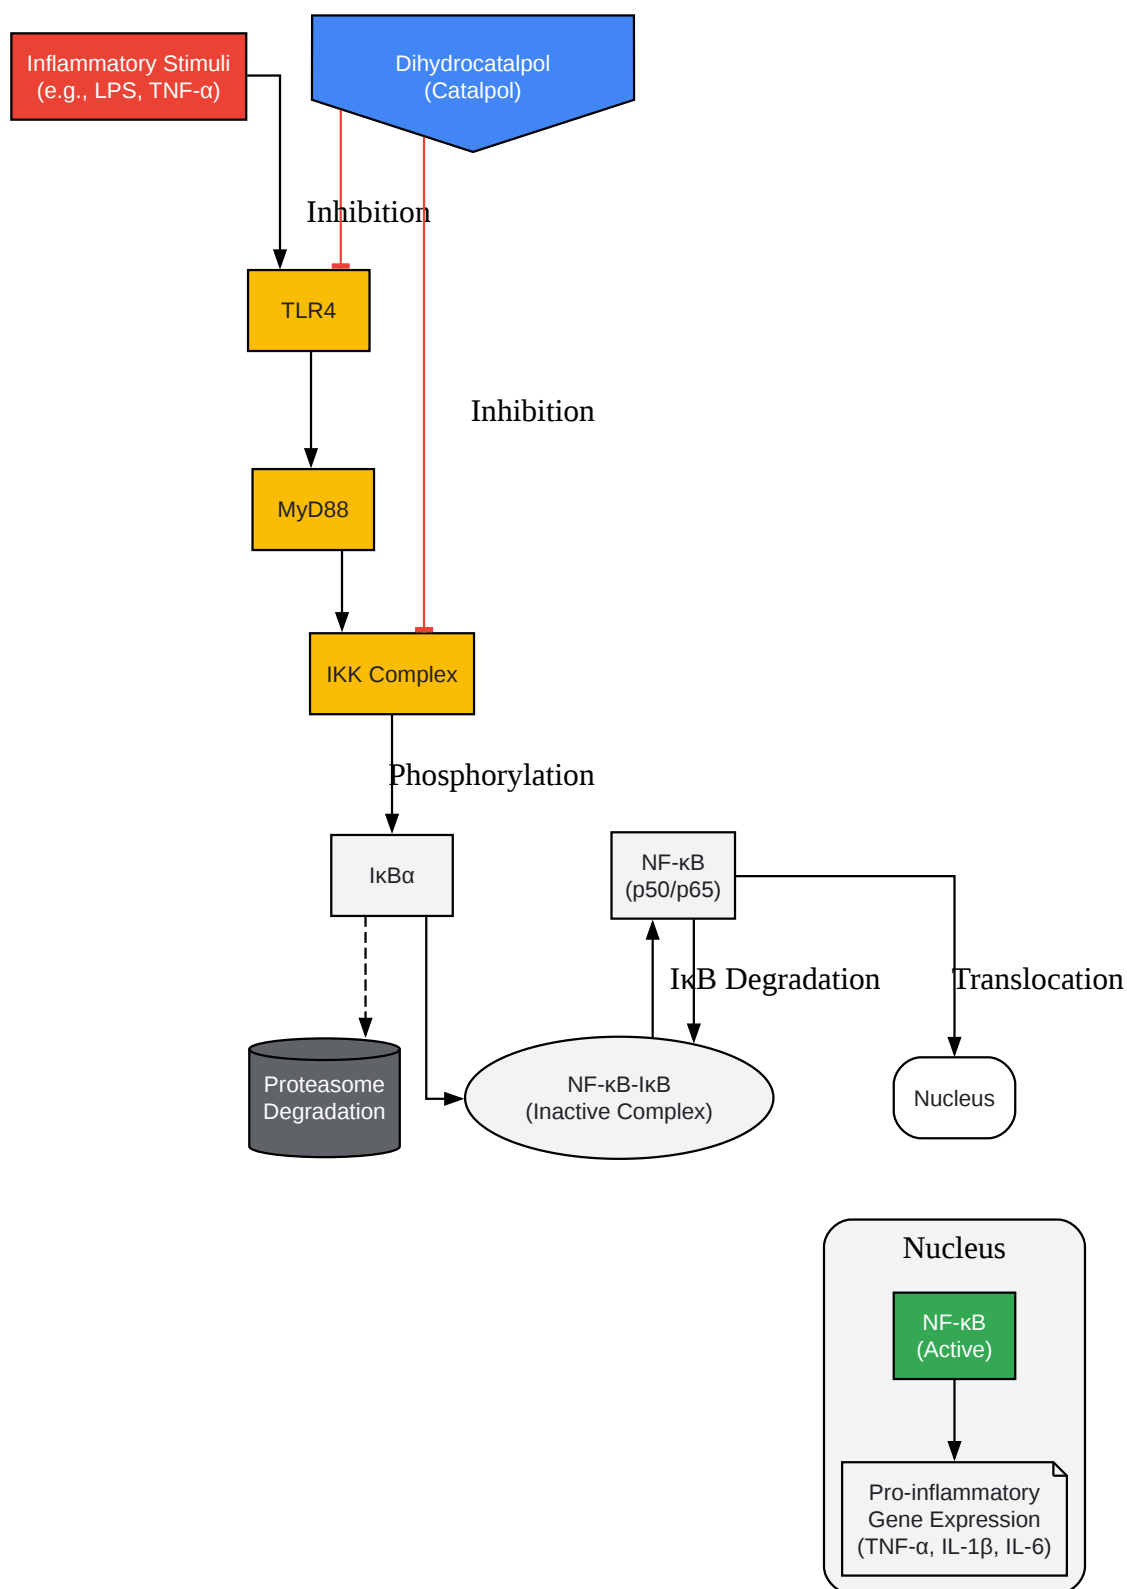 Inflammatory Stimuli
(e.g., LPS, TNF-α)
Dihydrocatalpol
(Catalpol)
Inhibition
TLR4
Inhibition
MyD88
IKK Complex
Phosphorylation
IκBα
NF-κB
(p50/p65)
IκB Degradation
Translocation
Proteasome
Degradation
NF-κB-IκB
(Inactive Complex)
Nucleus
Nucleus
NF-κB
(Active)
Pro-inflammatory
Gene Expression
(TNF-α, IL-1β, IL-6)